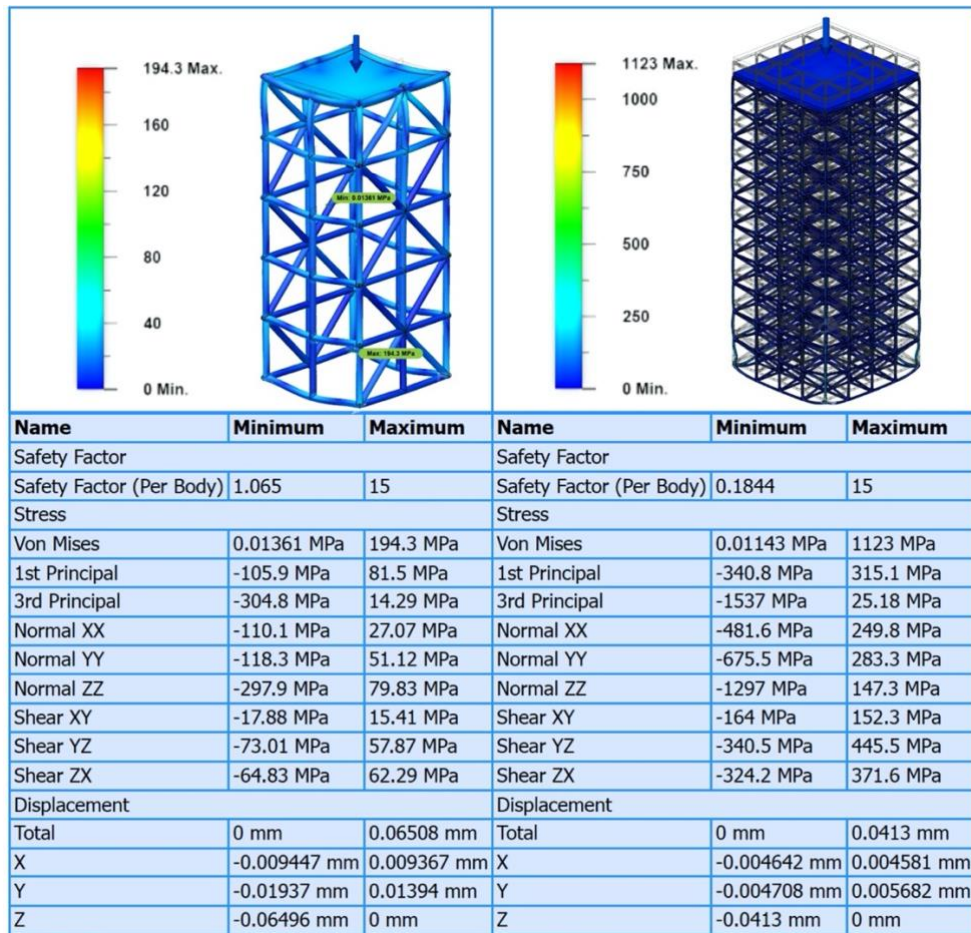 194.3 Max.
160
120
80
40
0 Min.
Min: 0.01361 MPa
Max: 194.3 MPa
1123 Max.
1000
750
500
250
0 Min.
Name Minimum Maximum Name Minimum Maximum
Safety Factor Safety Factor
Safety Factor (Per Body) 1.065 15 Safety Factor (Per Body) 0.1844 15
Stress Stress
Von Mises 0.01361 MPa 194.3 MPa Von Mises 0.01143 MPa 1123 MPa
1st Principal -105.9 MPa 81.5 MPa 1st Principal -340.8 MPa 315.1 MPa
3rd Principal -304.8 MPa 14.29 MPa 3rd Principal -1537 MPa 25.18 MPa
Normal XX -110.1 MPa 27.07 MPa Normal XX -481.6 MPa 249.8 MPa
Normal YY -118.3 MPa 51.12 MPa Normal YY -675.5 MPa 283.3 MPa
Normal ZZ -297.9 MPa 79.83 MPa Normal ZZ -1297 MPa 147.3 MPa
Shear XY -17.88 MPa 15.41 MPa Shear XY -164 MPa 152.3 MPa
Shear YZ -73.01 MPa 57.87 MPa Shear YZ -340.5 MPa 445.5 MPa
Shear ZX -64.83 MPa 62.29 MPa Shear ZX -324.2 MPa 371.6 MPa
Displacement Displacement
Total 0 mm 0.06508 mm Total 0 mm 0.0413 mm
X -0.009447 mm 0.009367 mm X -0.004642 mm 0.004581 mm
Y -0.01937 mm 0.01394 mm Y -0.004708 mm 0.005682 mm
Z -0.06496 mm 0 mm Z -0.0413 mm 0 mm